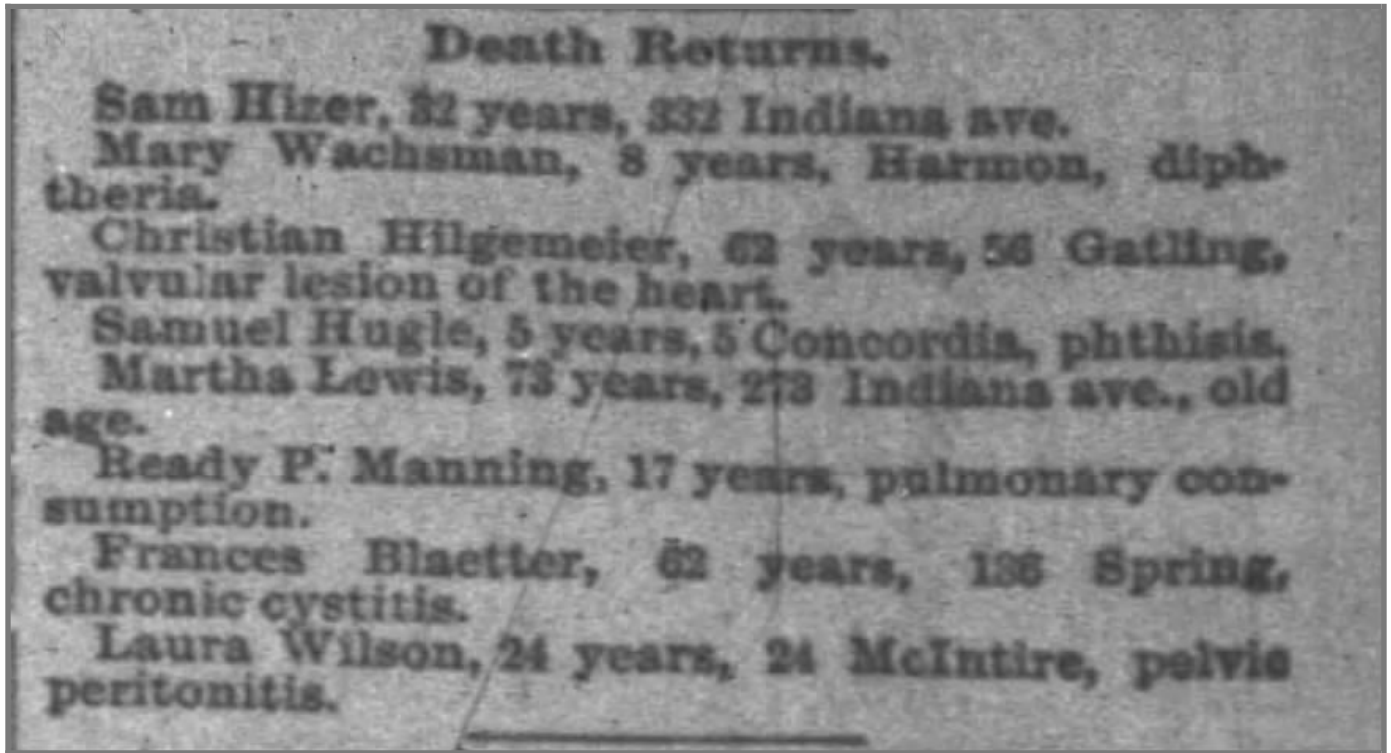 Death Returns.
Sam Hizer, 32 years, 332 Indiana ave.
Mary Wachsman, 8 years, Harmon, diph-
theria.
Christian Hilgemeier, 62 years, 56 Gatling,
valvular lesion of the heart.
Samuel Hugle, 5 years, 5 Concordia, phthisis.
Martha Lewis, 73 years, 273 Indiana ave., old
age.
Ready P. Manning, 17 years, pulmonary con-
sumption.
Frances Blaetter, 62 years, 136 Spring,
chronic cystitis.
Laura Wilson, 24 years, 24 McIntire, pelvic
peritonitis.